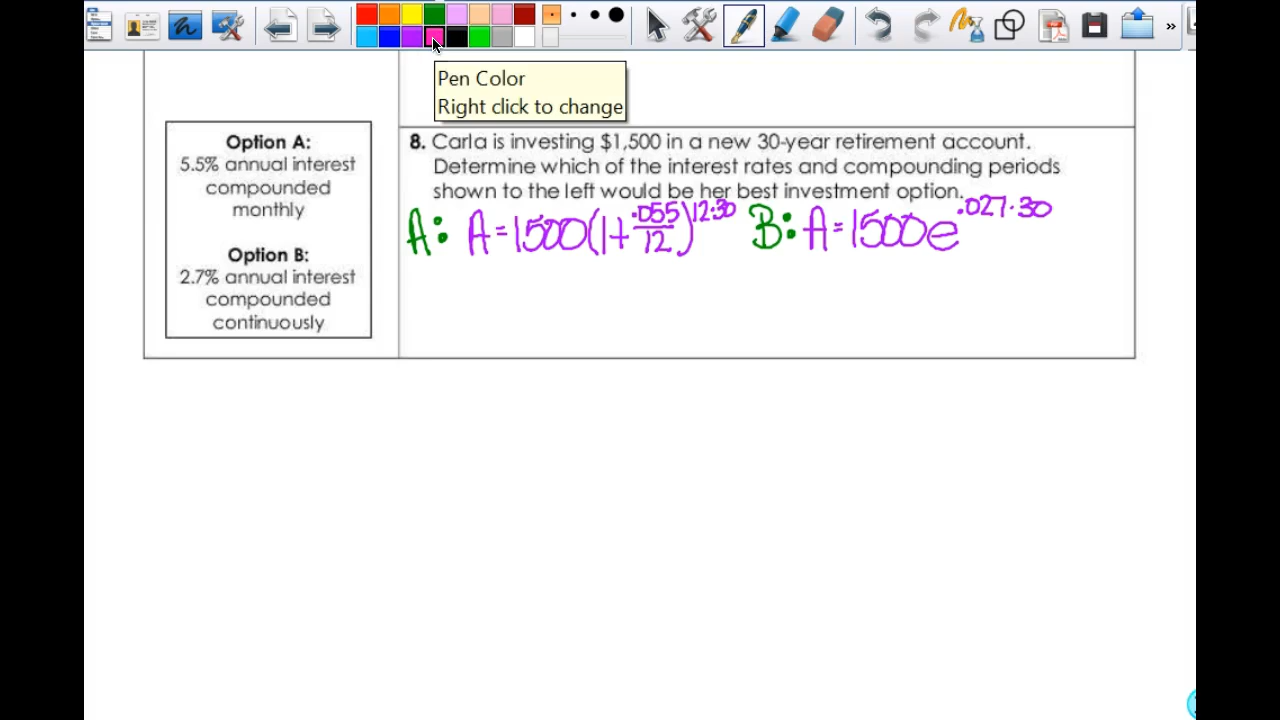 Pen Color
Right click to change
Option A:
5.5% annual interest
compounded
monthly
Option B:
2.7% annual interest
compounded
continuously
8. Carla is investing $1,500 in a new 30-year retirement account.
Determine which of the interest rates and compounding periods
shown to the left would be her best investment option.
A: A=1500(1+.055/12)^12·30 B: A=1500e^.027·30